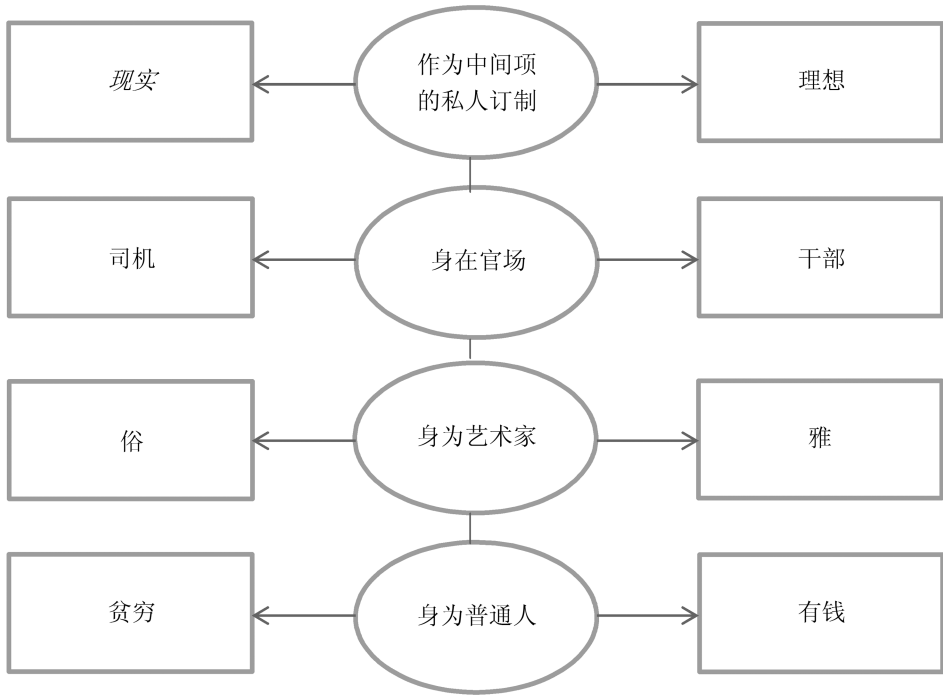 现实
作为中间项
的私人订制
理想
司机
身在官场
干部
俗
身为艺术家
雅
贫穷
身为普通人
有钱